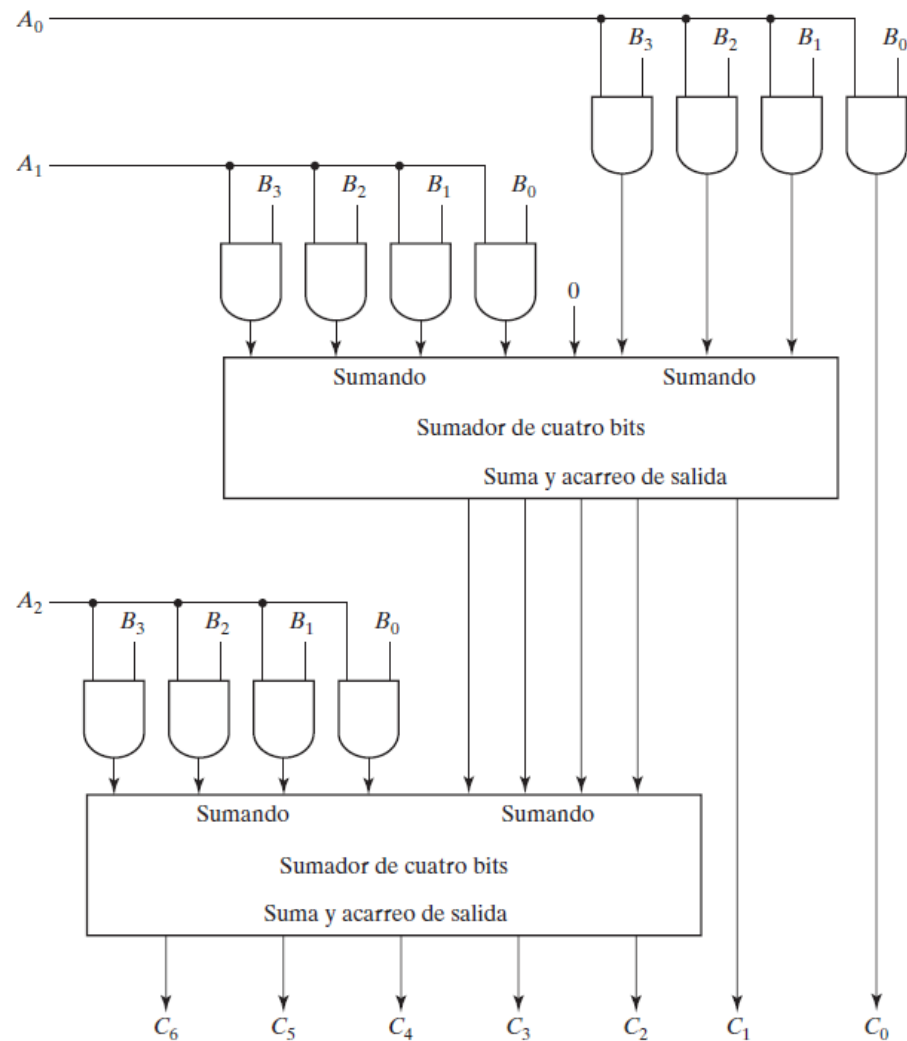 A₀
B₃ B₂ B₁ B₀
A₁
B₃ B₂ B₁ B₀
0
Sumando Sumando
Sumador de cuatro bits
Suma y acarreo de salida
A₂
B₃ B₂ B₁ B₀
Sumando Sumando
Sumador de cuatro bits
Suma y acarreo de salida
C₆ C₅ C₄ C₃ C₂ C₁ C₀